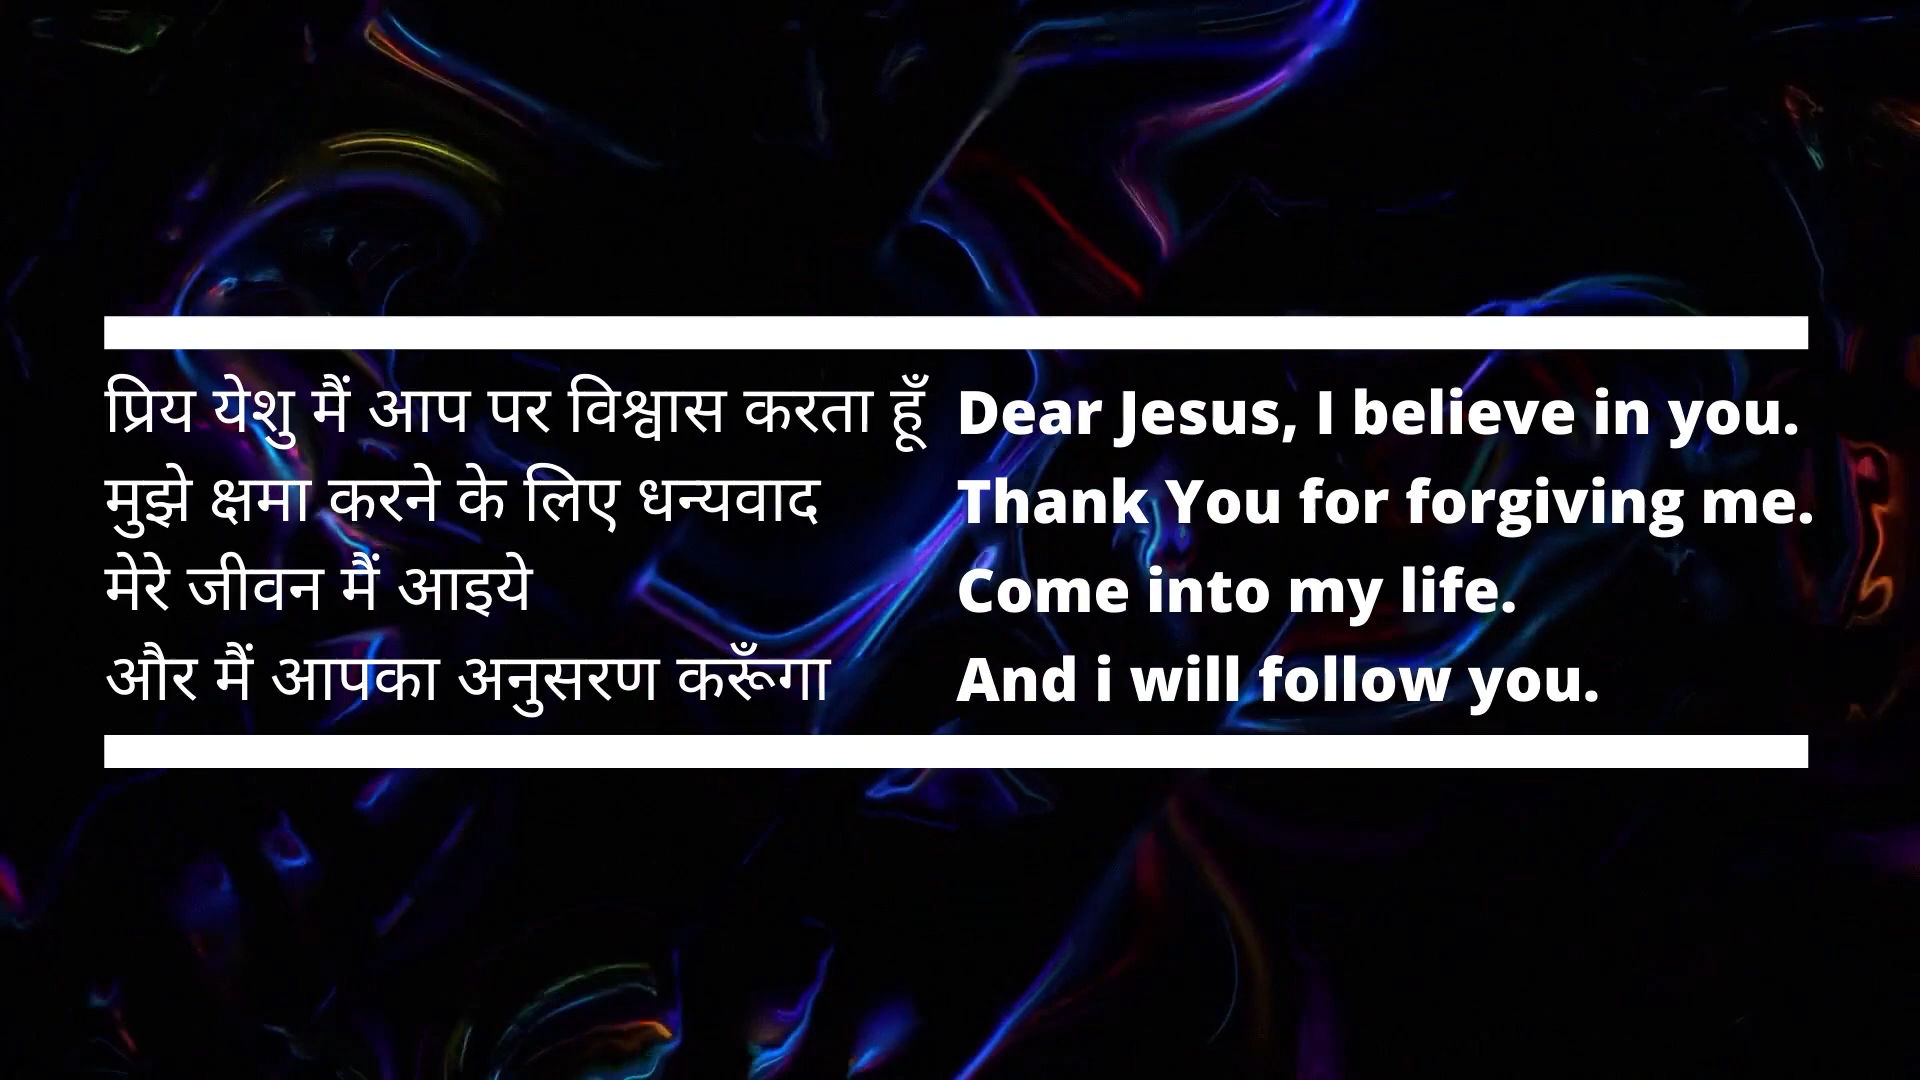 प्रिय येशु मैं आप पर विश्वास करता हूँ
मुझे क्षमा करने के लिए धन्यवाद
मेरे जीवन मैं आइये
और मैं आपका अनुसरण करूँगा
Dear Jesus, I believe in you.
Thank You for forgiving me.
Come into my life.
And i will follow you.